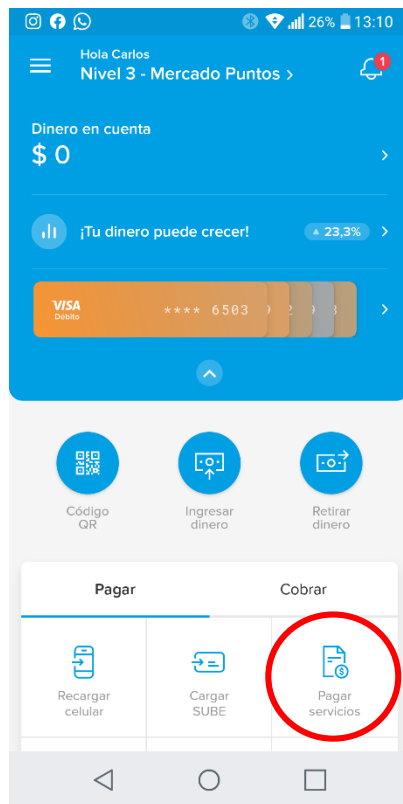 26% 13:10
Hola Carlos
Nivel 3 - Mercado Puntos >
1
Dinero en cuenta
$ 0
¡Tu dinero puede crecer!
▲ 23,3%
VISA
Débito
**** 6503
Código
QR
Ingresar
dinero
Retirar
dinero
Pagar
Cobrar
Recargar
celular
Cargar
SUBE
Pagar
servicios